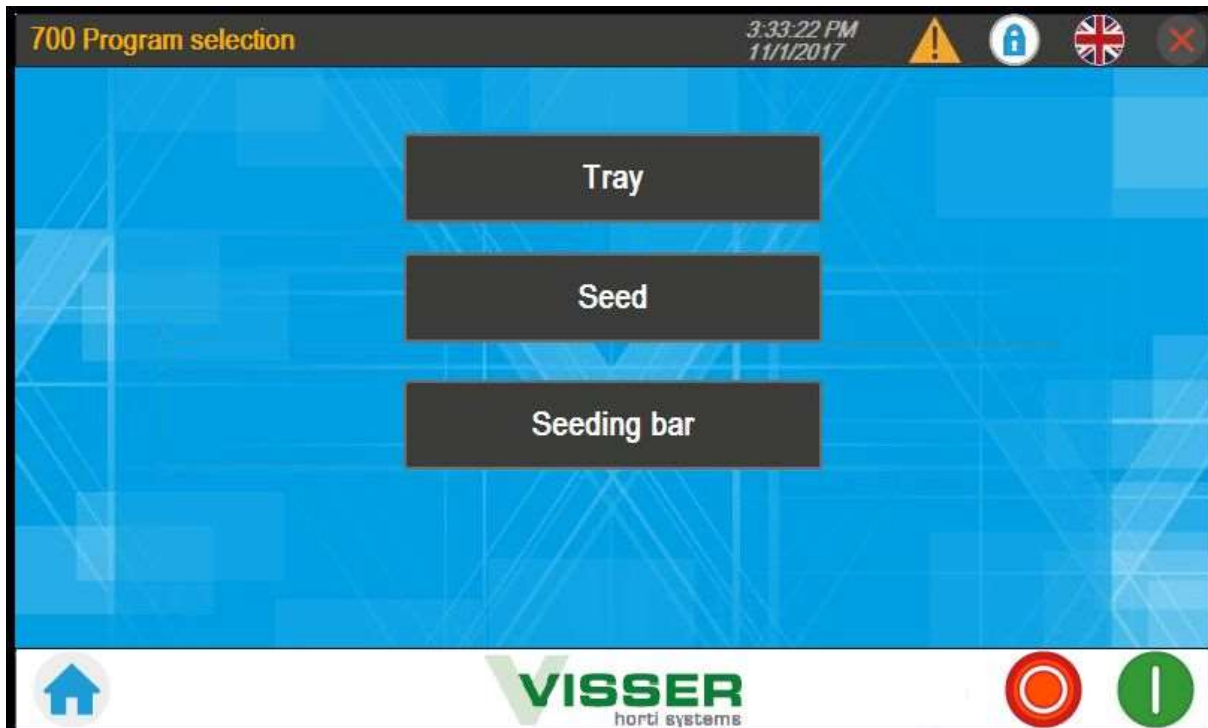 700 Program selection
3:33:22 PM
11/1/2017
Tray
Seed
Seeding bar
VISSER
horti systems